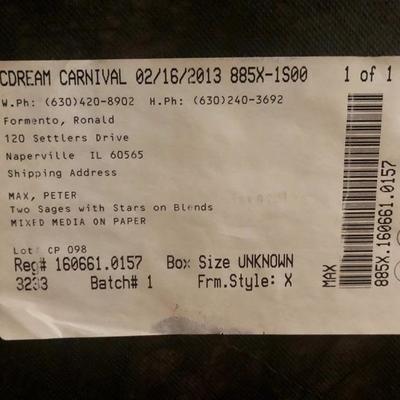 CDREAM CARNIVAL 02/16/2013 885X-1S00 1 of 1
W.Ph: (630)420-8902 H.Ph: (630)240-3692
Formento, Ronald
120 Settlers Drive
Naperville IL 60565
Shipping Address
MAX, PETER
Two Sages with Stars on Blends
MIXED MEDIA ON PAPER
Lot# CP 098
Reg# 160661.0157 Box Size UNKNOWN
3233 Batch# 1 Frm.Style: X
MAX
885X.160661.0157